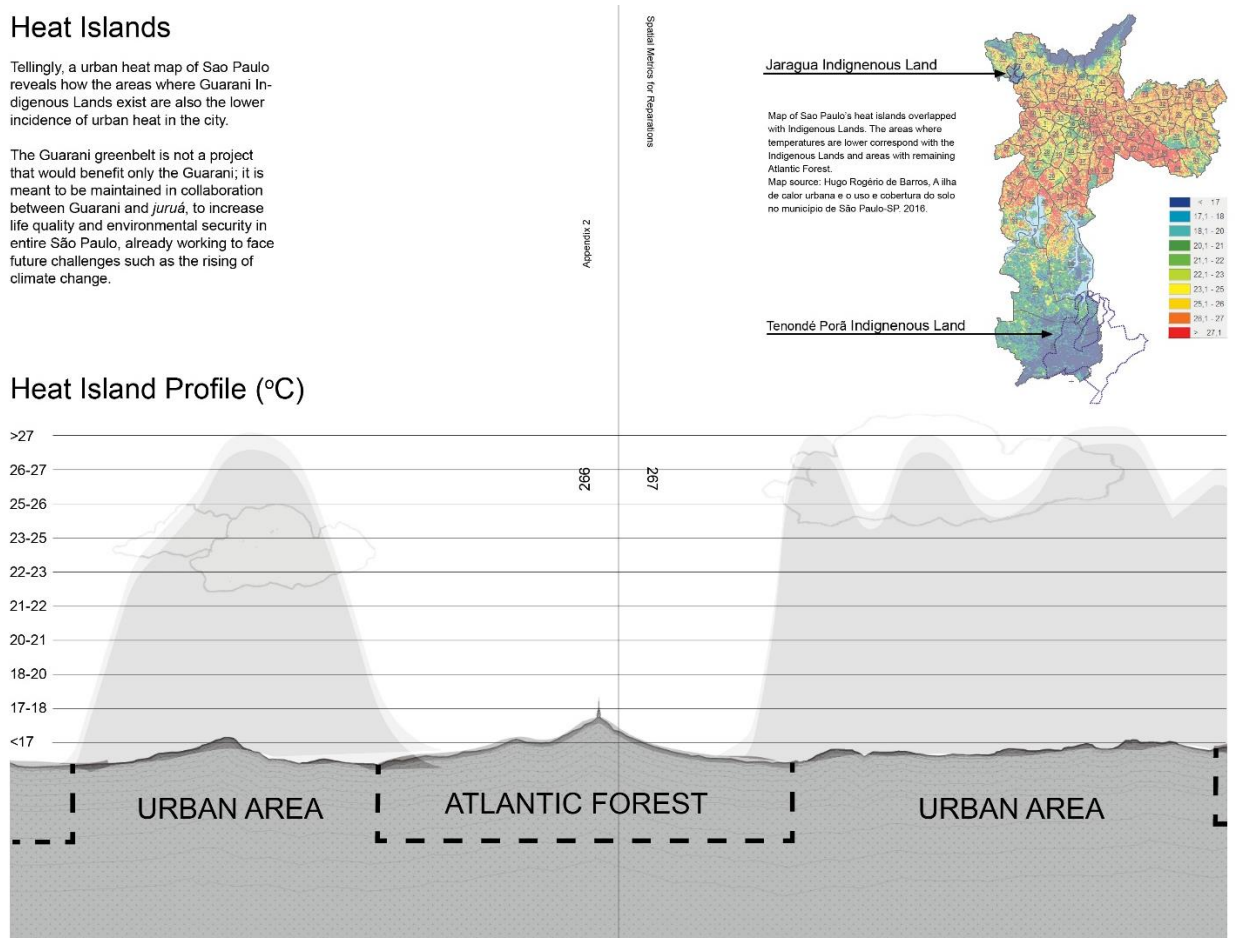 Heat Islands
Tellingly, a urban heat map of Sao Paulo
reveals how the areas where Guarani In-
digenous Lands exist are also the lower
incidence of urban heat in the city.
The Guarani greenbelt is not a project
that would benefit only the Guarani; it is
meant to be maintained in collaboration
between Guarani and juruá, to increase
life quality and environmental security in
entire São Paulo, already working to face
future challenges such as the rising of
climate change.
Appendix 2
Spatial Metrics for Reparations
Jaragua Indignenous Land
Map of Sao Paulo's heat islands overlapped
with Indigenous Lands. The areas where
temperatures are lower correspond with the
Indigenous Lands and areas with remaining
Atlantic Forest.
Map source: Hugo Rogério de Barros, A ilha
de calor urbana e o uso e cobertura do solo
no municipio de São Paulo-SP. 2016.
Tenondé Porã Indignenous Land
< 17
17,1 - 18
18,1 - 20
20,1 - 21
21,1 - 22
22,1 - 23
23,1 - 25
25,1 - 26
26,1 - 27
> 27,1
Heat Island Profile (°C)
>27
26-27
25-26
23-25
22-23
21-22
20-21
18-20
17-18
<17
266
267
URBAN AREA
ATLANTIC FOREST
URBAN AREA